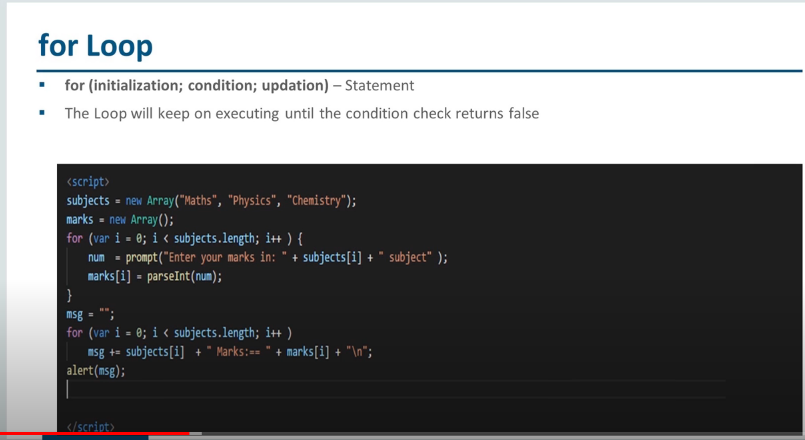 for Loop
for (initialization; condition; updation) – Statement
The Loop will keep on executing until the condition check returns false
<script>
subjects = new Array("Maths", "Physics", "Chemistry");
marks = new Array();
for (var i = 0; i < subjects.length; i++ ) {
num  = prompt("Enter your marks in: " + subjects[i] + " subject" );
marks[i] = parseInt(num);
}
msg = "";
for (var i = 0; i < subjects.length; i++ )
msg += subjects[i]  + " Marks:== " + marks[i] + "\n";
alert(msg);
</script>